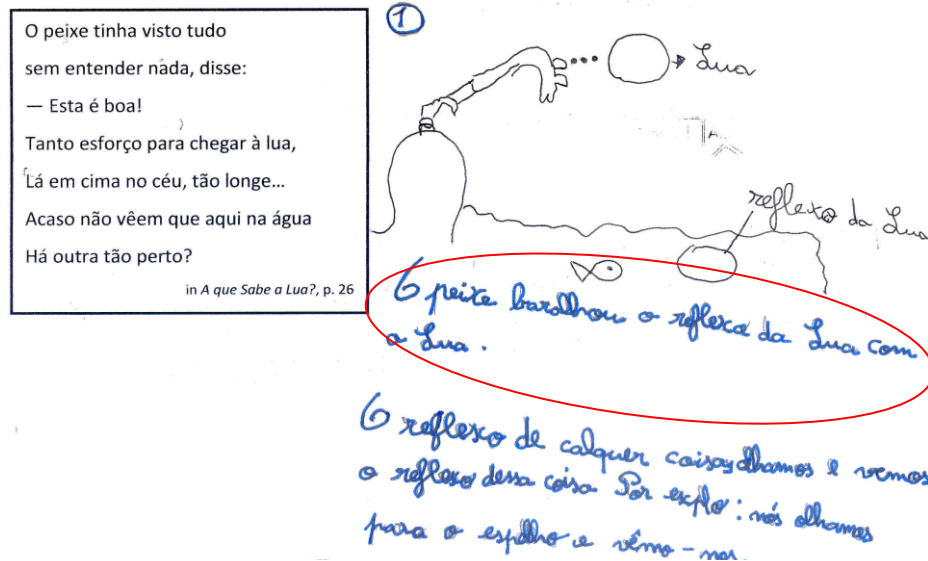 O peixe tinha visto tudo
sem entender nada, disse:
— Esta é boa!
Tanto esforço para chegar à lua,
Lá em cima no céu, tão longe...
Acaso não vêem que aqui na água
Há outra tão perto?
in A que Sabe a Lua?, p. 26
1
Lua
reflexo da Lua
O peixe baralhou o reflexo da Lua com
a Lua.
O reflexo de calquer coisa, olhamos e vemos
o reflexo dessa coisa Por explo: nós olhamos
para o espelho e vêmo-nos